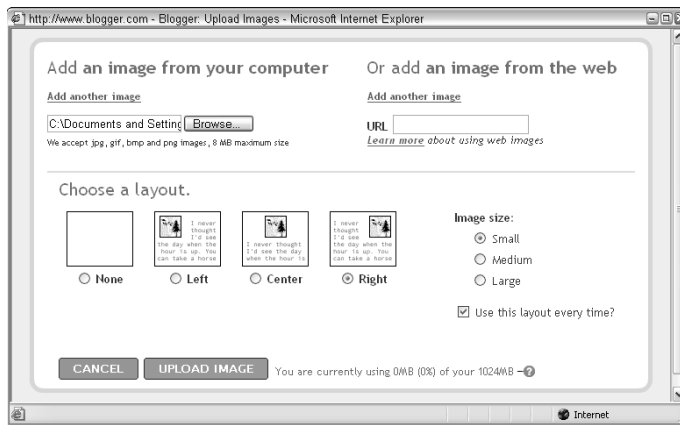 http://www.blogger.com - Blogger: Upload Images - Microsoft Internet Explorer
Add an image from your computer
Add another image
C:\Documents and Setting Browse...
We accept jpg, gif, bmp and png images, 8 MB maximum size
Or add an image from the web
Add another image
URL
Learn more about using web images
Choose a layout.
I never
thought
I'd see
the day when the
hour is up. You
can take a horse
I never thought
I'd see the day
when the hour is
I never
thought
I'd see
the day when the
hour is up. You
can take a horse
None
Left
Center
Right
Image size:
Small
Medium
Large
Use this layout every time?
CANCEL
UPLOAD IMAGE
You are currently using 0MB (0%) of your 1024MB –?
Internet